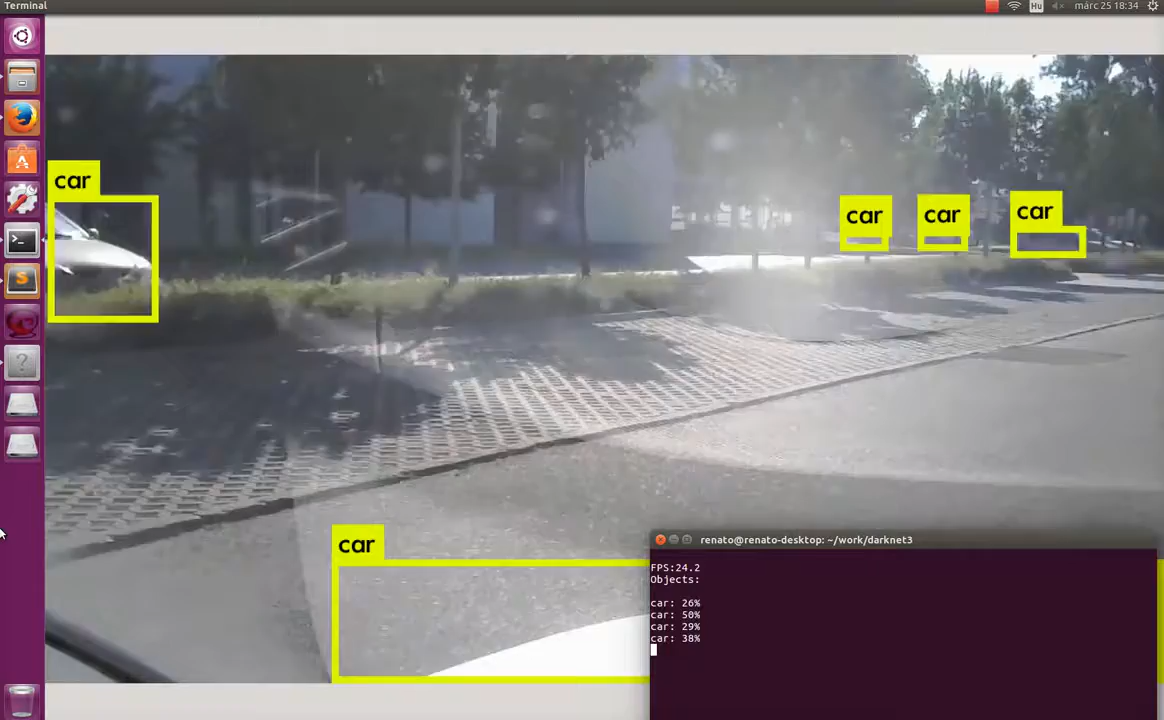 Terminal
Hu
márc 25 18:34
car
car
car
car
car
renato@renato-desktop: ~/work/darknet3
FPS:24.2
Objects:
car: 26%
car: 50%
car: 29%
car: 38%